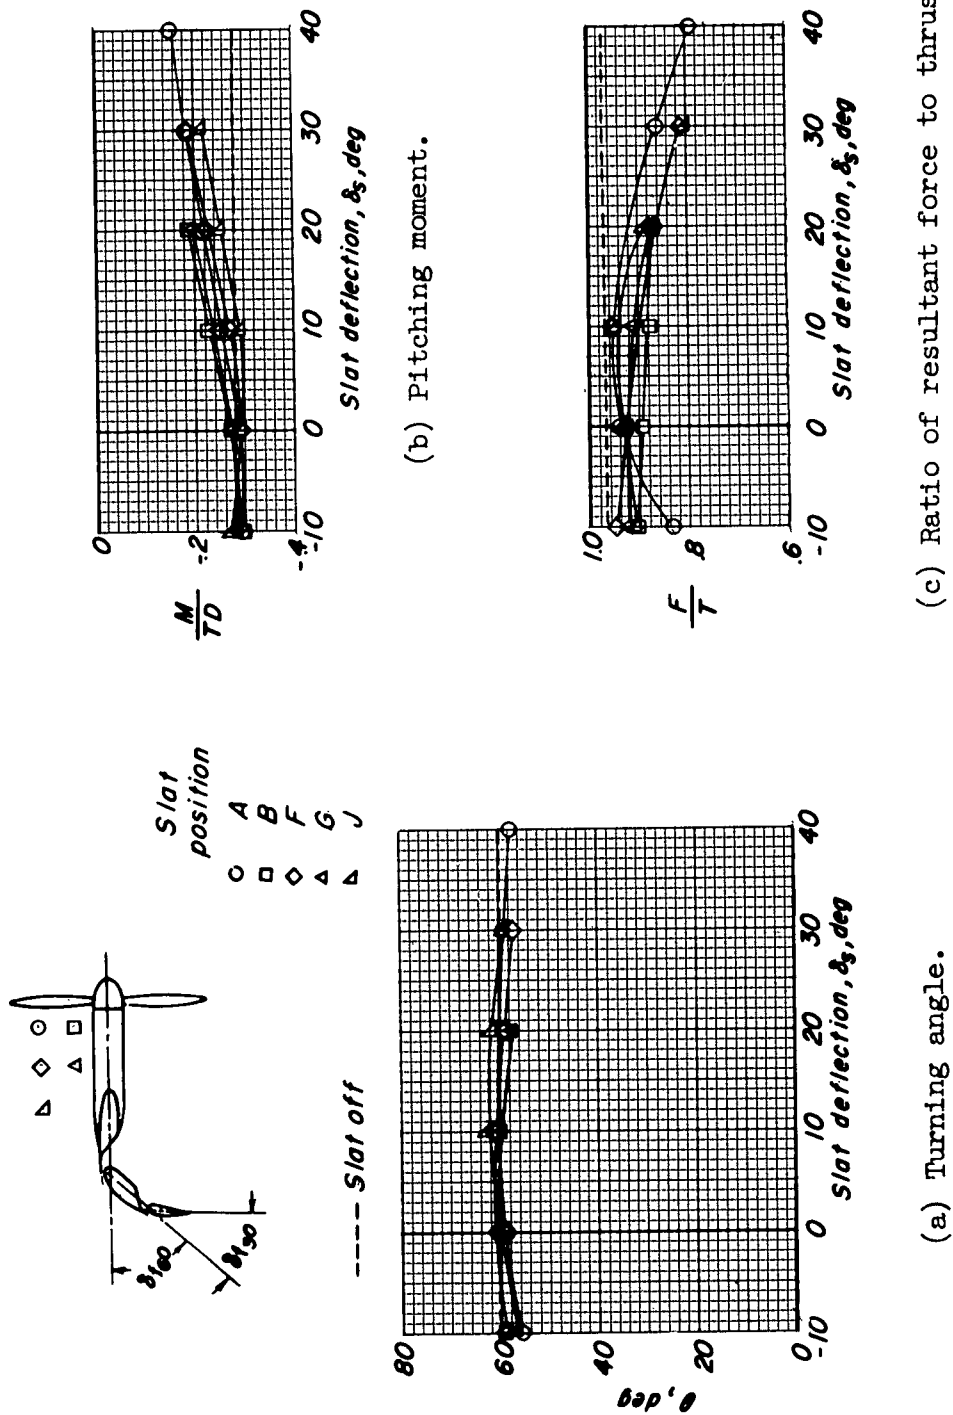 δf60
δf30
Slat
position
A
B
F
G
J
Slat off
θ, deg
80
60
40
20
0
-10
0
10
20
30
40
Slat deflection, δs, deg
(a) Turning angle.
M
TD
0
-.2
-.4
-10
0
10
20
30
40
Slat deflection, δs, deg
(b) Pitching moment.
F
T
1.0
.8
.6
-10
0
10
20
30
40
Slat deflection, δs, deg
(c) Ratio of resultant force to thrus